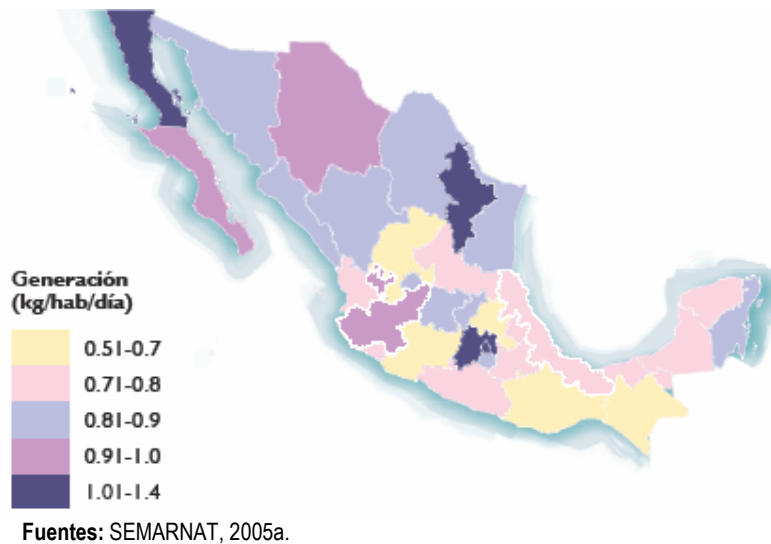 Generación
(kg/hab/día)
0.51-0.7
0.71-0.8
0.81-0.9
0.91-1.0
1.01-1.4
Fuentes: SEMARNAT, 2005a.